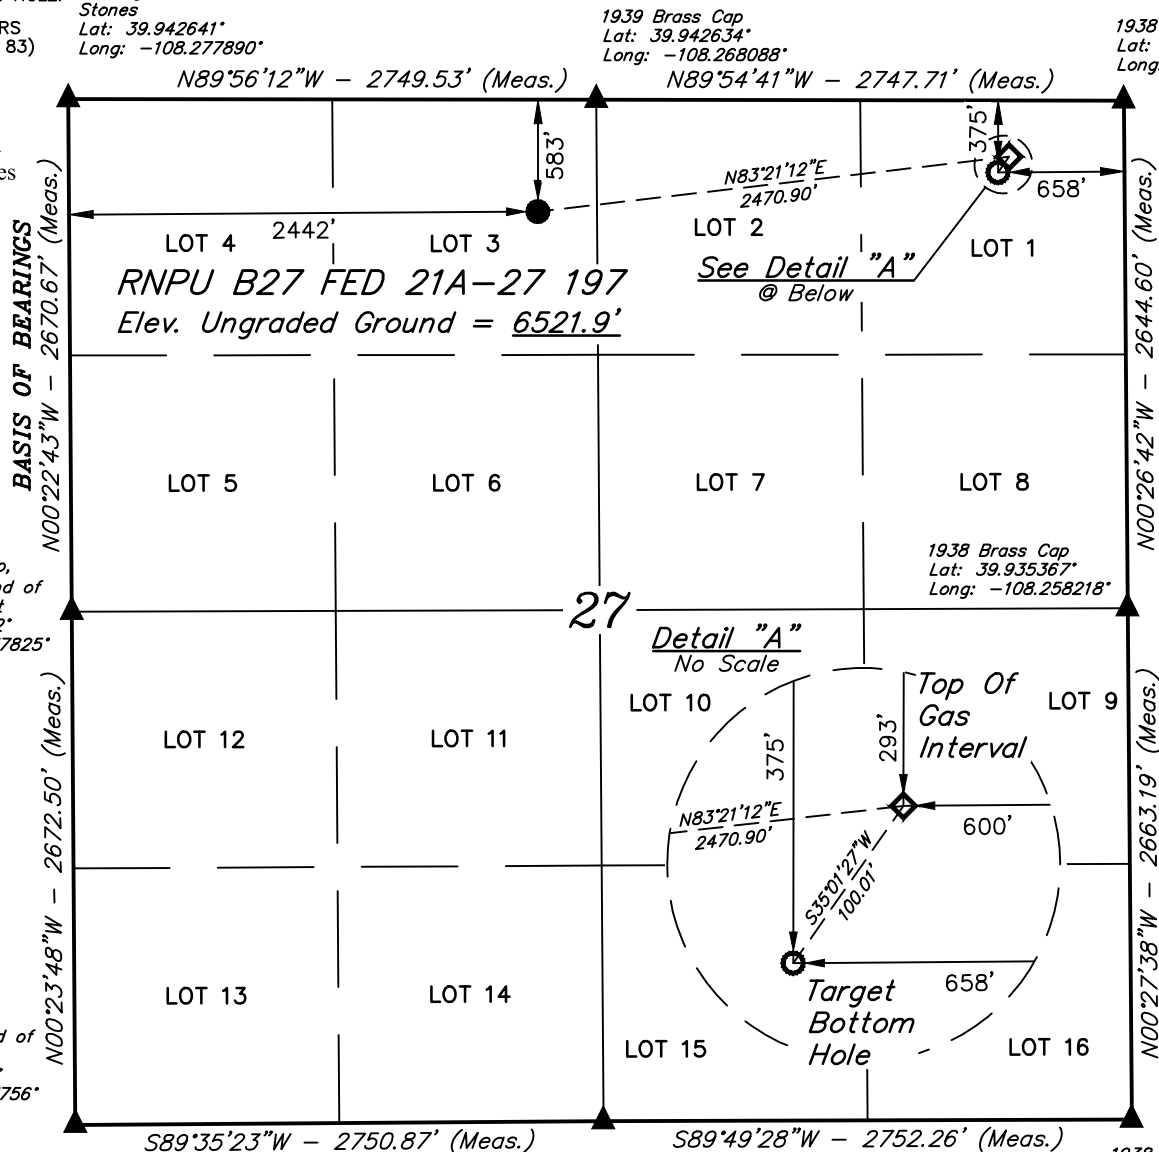 Stones
Lat: 39.942641°
Long: -108.277890°
RS
83)
1939 Brass Cap
Lat: 39.942634°
Long: -108.268088°
1938
Lat:
Long:
N89°56'12"W - 2749.53' (Meas.)
N89°54'41"W - 2747.71' (Meas.)
es
583'
375'
N83°21'12"E
2470.90'
658'
2442'
LOT 4
LOT 3
LOT 2
LOT 1
See Detail "A"
@ Below
RNPU B27 FED 21A-27 197
Elev. Ungraded Ground = 6521.9'
BASIS OF BEARINGS
N00°22'43"W - 2670.67' (Meas.)
N00°26'42"W - 2644.60' (Meas.)
LOT 5
LOT 6
LOT 7
LOT 8
1938 Brass Cap
Lat: 39.935367°
Long: -108.258218°
nd of
7825°
27
Detail "A"
No Scale
LOT 10
Top Of
Gas
Interval
LOT 9
LOT 12
LOT 11
375'
293'
N83°21'12"E
2470.90'
600'
S35°01'27"W
100.01'
658'
Target
Bottom
Hole
N00°23'48"W - 2672.50' (Meas.)
N00°27'38"W - 2663.19' (Meas.)
LOT 13
LOT 14
LOT 15
LOT 16
d of
756°
S89°35'23"W - 2750.87' (Meas.)
S89°49'28"W - 2752.26' (Meas.)